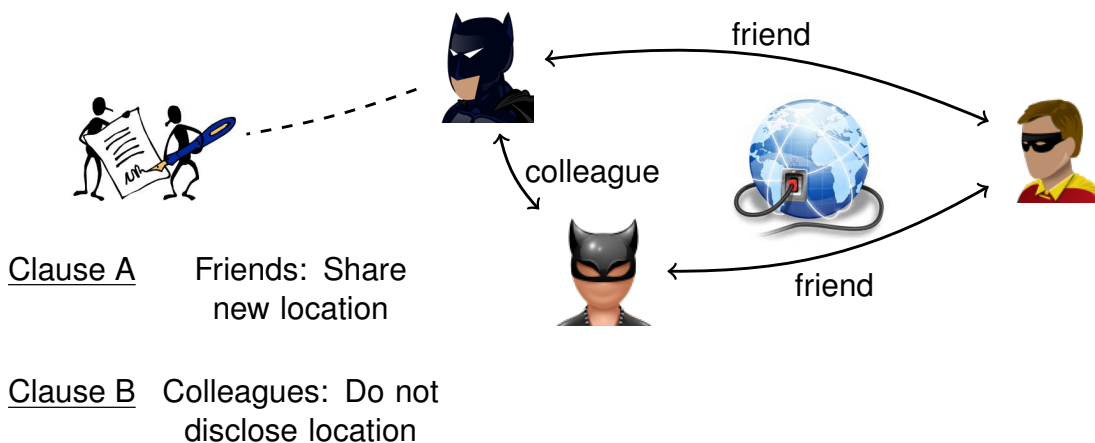 friend
colleague
friend
Clause A Friends: Share
new location
Clause B Colleagues: Do not
disclose location